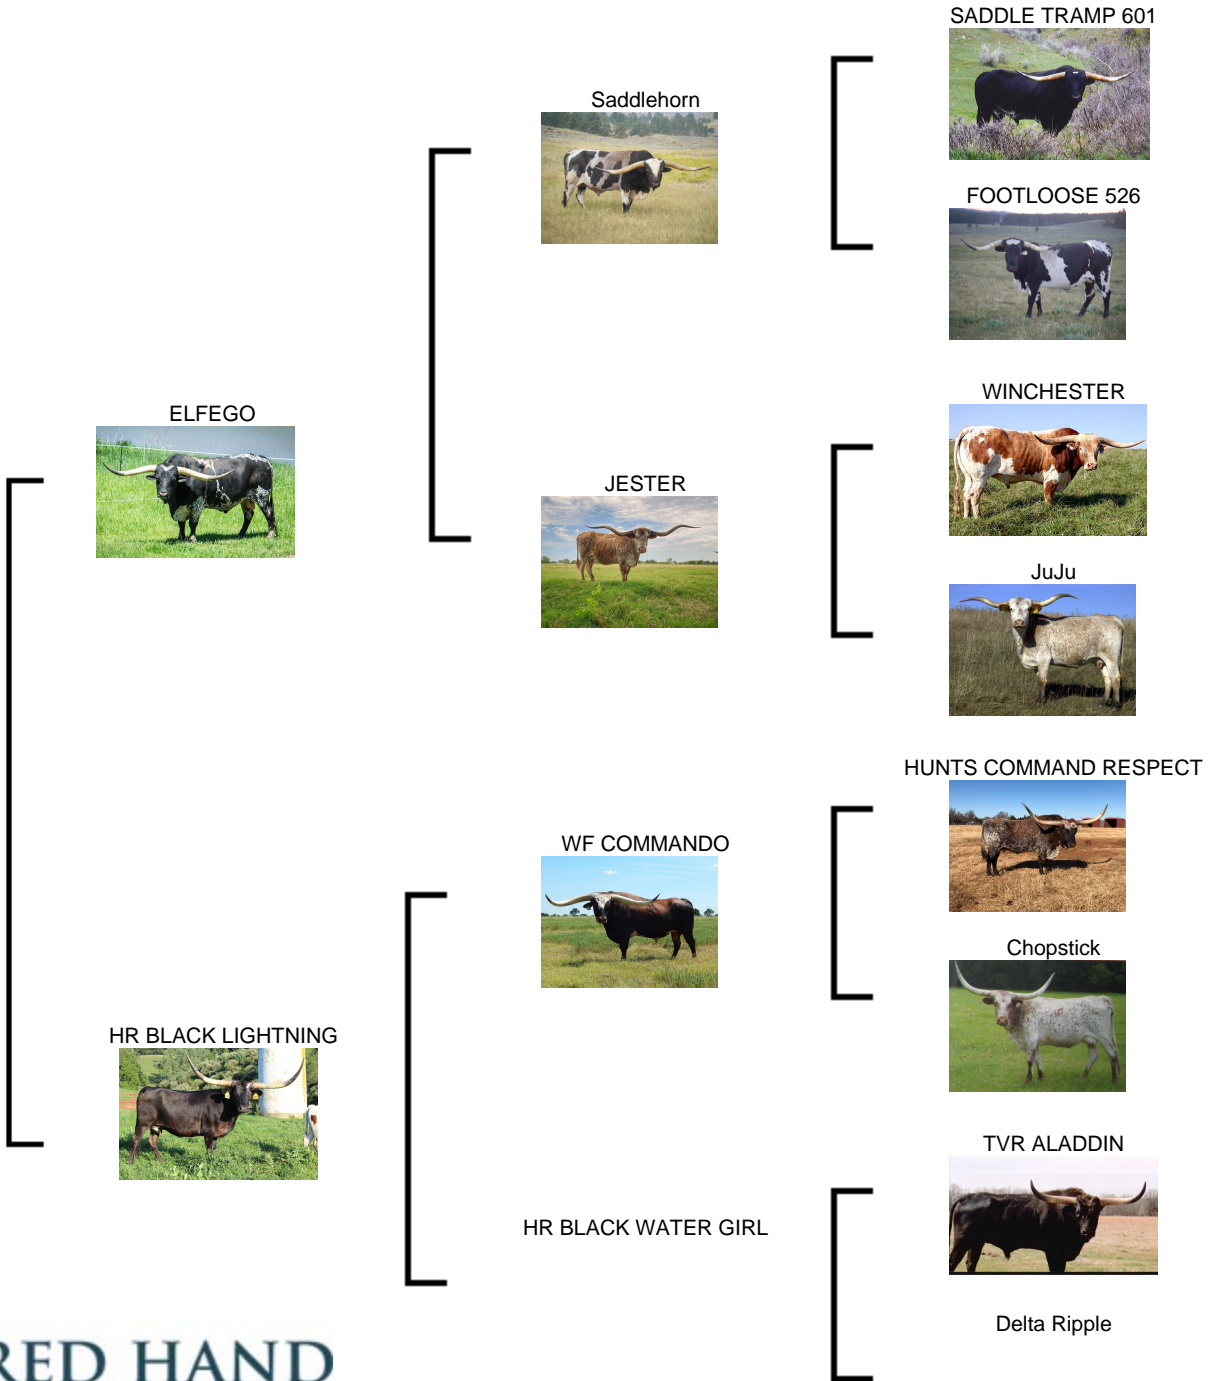 SADDLE TRAMP 601
Saddlehorn
FOOTLOOSE 526
WINCHESTER
ELFEGO
JESTER
JuJu
HUNTS COMMAND RESPECT
WF COMMANDO
Chopstick
HR BLACK LIGHTNING
TVR ALADDIN
HR BLACK WATER GIRL
Delta Ripple
RED HAND